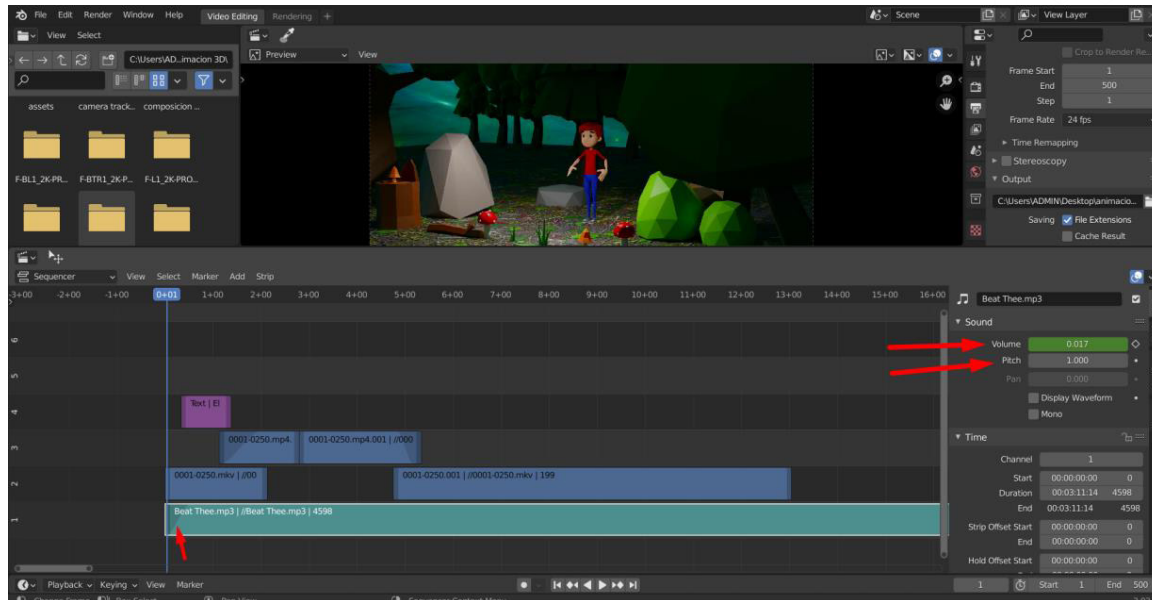 File Edit Render Window Help Video Editing Rendering + Scene View Layer
View Select
Preview View
C:\Users\AD...imacion 3D\
Crop to Render Re...
Frame Start 1
End 500
Step 1
Frame Rate 24 fps
Time Remapping
Stereoscopy
Output
C:\Users\ADMIN\Desktop\animacio...
Saving File Extensions
Cache Result
assets camera track... composicion ...
F-BL1_2K-PR... F-BTR1_2K-P... F-L1_2K-PRO...
Sequencer View Select Marker Add Strip
-3+00 -2+00 -1+00 0+01 1+00 2+00 3+00 4+00 5+00 6+00 7+00 8+00 9+00 10+00 11+00 12+00 13+00 14+00 15+00 16+00
6
5
4
3
2
1
Text | El
0001-0250.mp4. 0001-0250.mp4.001 | //000
0001-0250.mkv | //00 0001-0250.001 | //0001-0250.mkv | 199
Beat Thee.mp3 | //Beat Thee.mp3 | 4598
Beat Thee.mp3
Sound
Volume 0.017
Pitch 1.000
Pan 0.000
Display Waveform
Mono
Time
Channel 1
Start 00:00:00:00 0
Duration 00:03:11:14 4598
End 00:03:11:14 4598
Strip Offset Start 00:00:00:00 0
End 00:00:00:00 0
Hold Offset Start 00:00:00:00 0
Playback Keying View Marker 1 Start 1 End 500